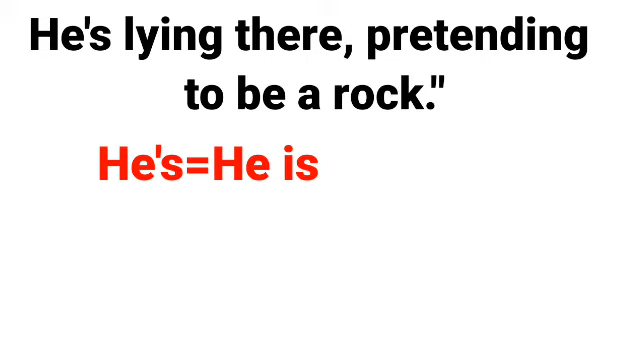 He's lying there, pretending
to be a rock."
He's=He is